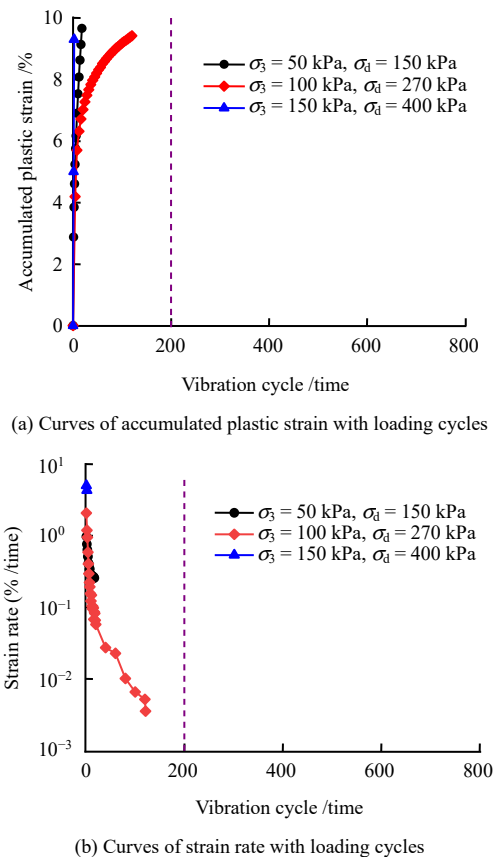 10
8
6
4
2
0
Accumulated plastic strain /%
σ₃ = 50 kPa, σd = 150 kPa
σ₃ = 100 kPa, σd = 270 kPa
σ₃ = 150 kPa, σd = 400 kPa
0 200 400 600 800
Vibration cycle /time
(a) Curves of accumulated plastic strain with loading cycles
10¹
10⁰
10⁻¹
10⁻²
10⁻³
Strain rate (% /time)
σ₃ = 50 kPa, σd = 150 kPa
σ₃ = 100 kPa, σd = 270 kPa
σ₃ = 150 kPa, σd = 400 kPa
0 200 400 600 800
Vibration cycle /time
(b) Curves of strain rate with loading cycles